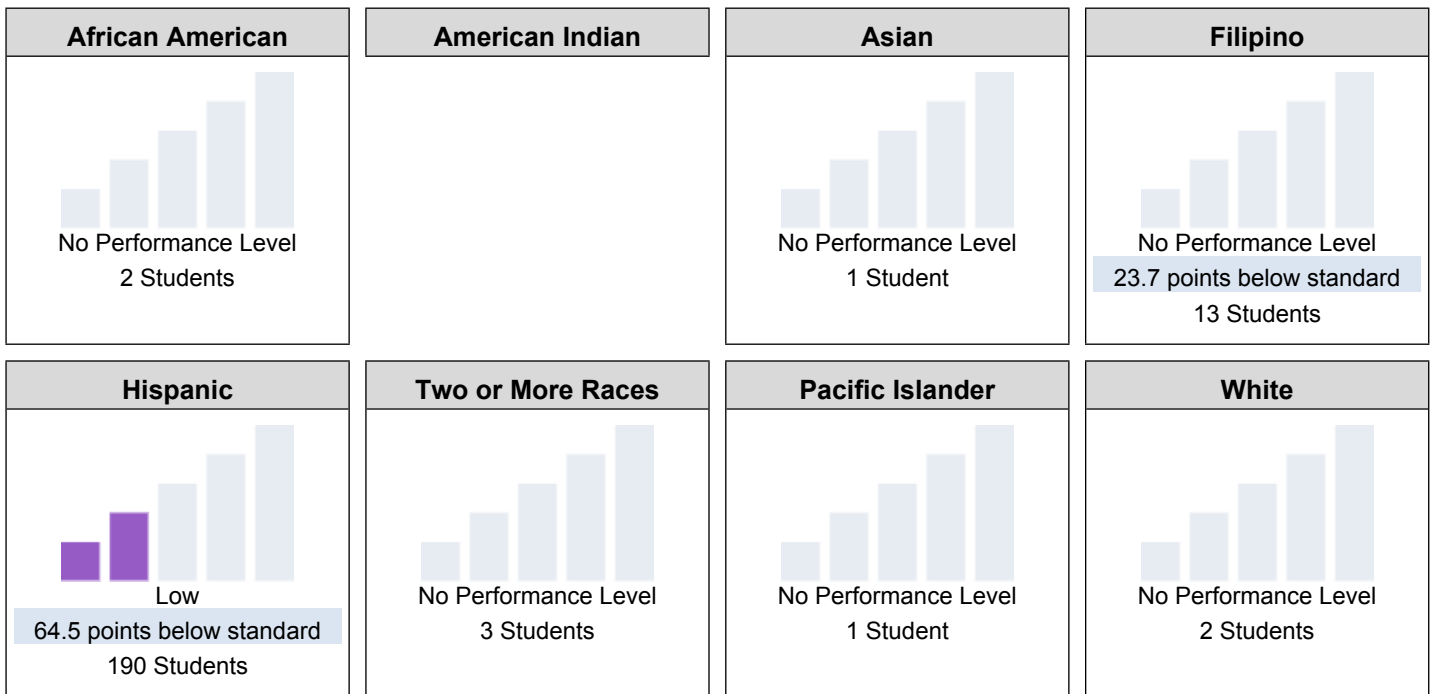 African American
No Performance Level
2 Students
American Indian
Asian
No Performance Level
1 Student
Filipino
No Performance Level
23.7 points below standard
13 Students
Hispanic
Low
64.5 points below standard
190 Students
Two or More Races
No Performance Level
3 Students
Pacific Islander
No Performance Level
1 Student
White
No Performance Level
2 Students